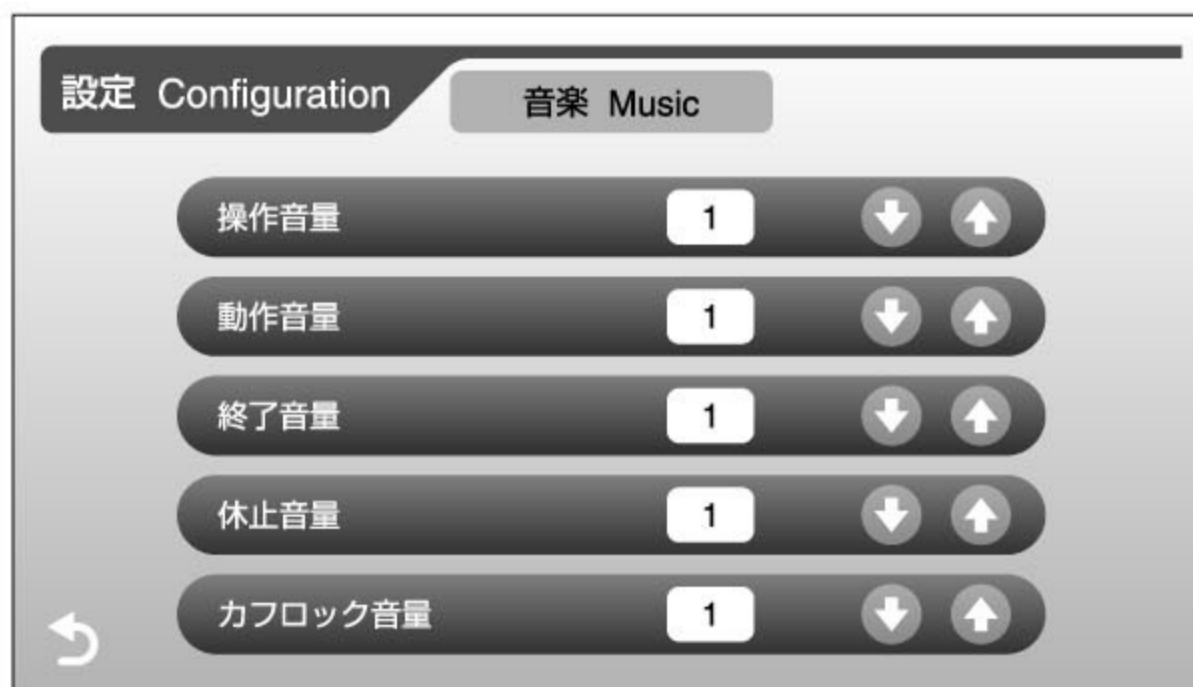 設定 Configuration
音楽 Music
操作音量 1
動作音量 1
終了音量 1
休止音量 1
カフロック音量 1